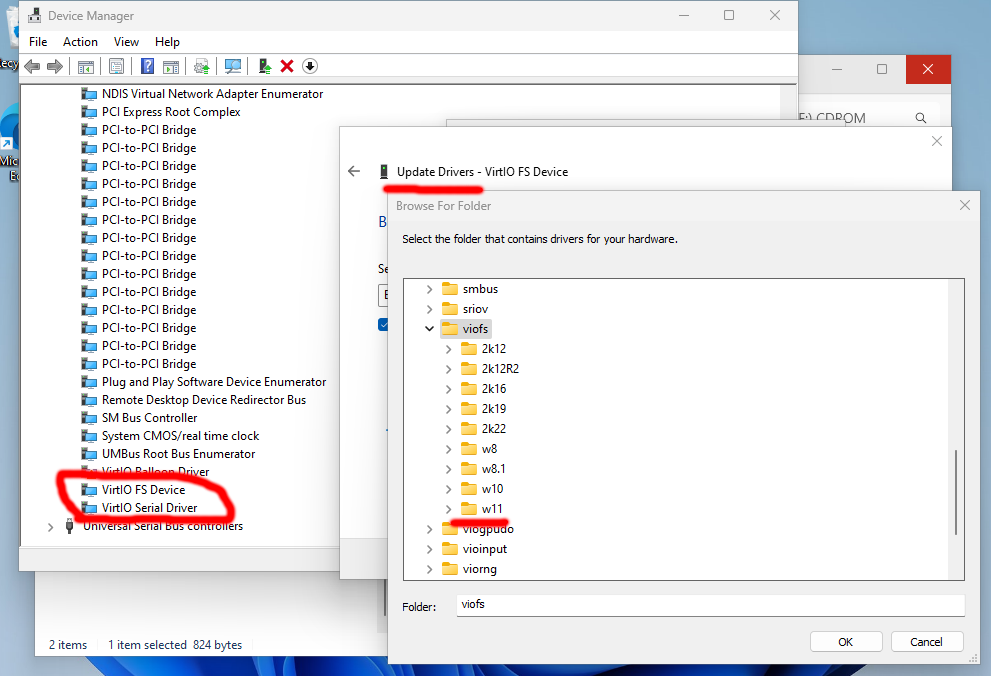 Device Manager
File Action View Help
NDIS Virtual Network Adapter Enumerator
PCI Express Root Complex
PCI-to-PCI Bridge
PCI-to-PCI Bridge
PCI-to-PCI Bridge
PCI-to-PCI Bridge
PCI-to-PCI Bridge
PCI-to-PCI Bridge
PCI-to-PCI Bridge
PCI-to-PCI Bridge
PCI-to-PCI Bridge
PCI-to-PCI Bridge
PCI-to-PCI Bridge
PCI-to-PCI Bridge
PCI-to-PCI Bridge
PCI-to-PCI Bridge
Plug and Play Software Device Enumerator
Remote Desktop Device Redirector Bus
SM Bus Controller
System CMOS/real time clock
UMBus Root Bus Enumerator
VirtIO Balloon Driver
VirtIO FS Device
VirtIO Serial Driver
Universal Serial Bus controllers
2 items 1 item selected 824 bytes
CDROM
Update Drivers - VirtIO FS Device
Browse For Folder
Select the folder that contains drivers for your hardware.
smbus
sriov
viofs
2k12
2k12R2
2k16
2k19
2k22
w8
w8.1
w10
w11
viogpudo
vioinput
viorng
Folder: viofs
OK Cancel